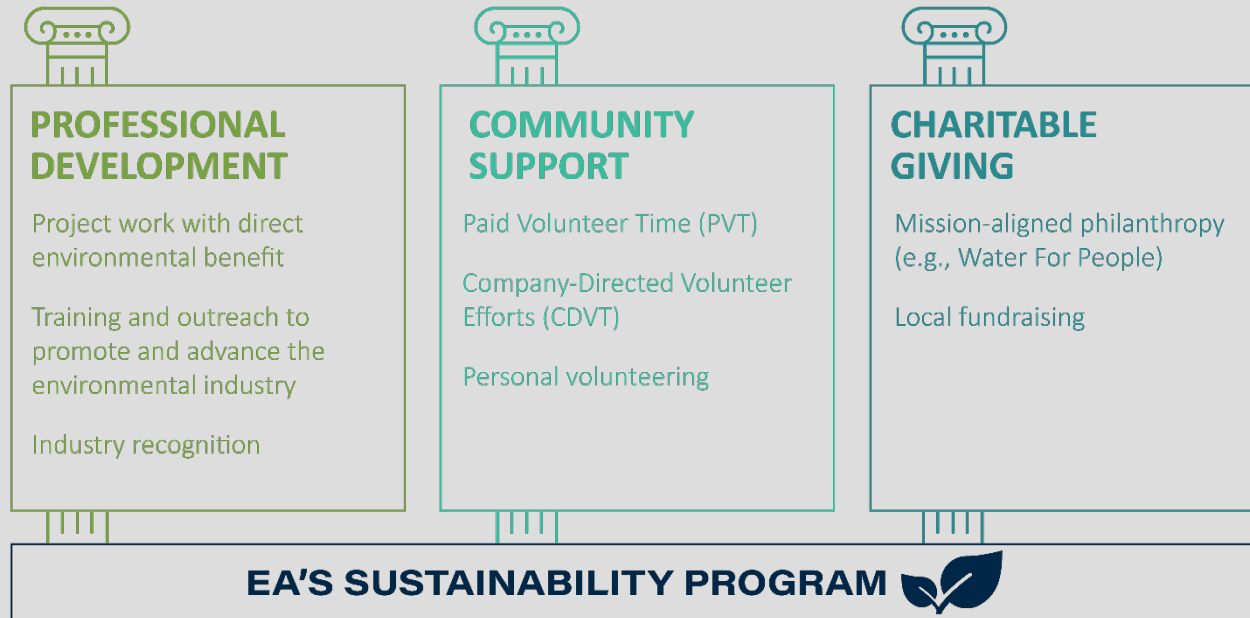 PROFESSIONAL
DEVELOPMENT
Project work with direct
environmental benefit
Training and outreach to
promote and advance the
environmental industry
Industry recognition
COMMUNITY
SUPPORT
Paid Volunteer Time (PVT)
Company-Directed Volunteer
Efforts (CDVT)
Personal volunteering
CHARITABLE
GIVING
Mission-aligned philanthropy
(e.g., Water For People)
Local fundraising
EA'S SUSTAINABILITY PROGRAM